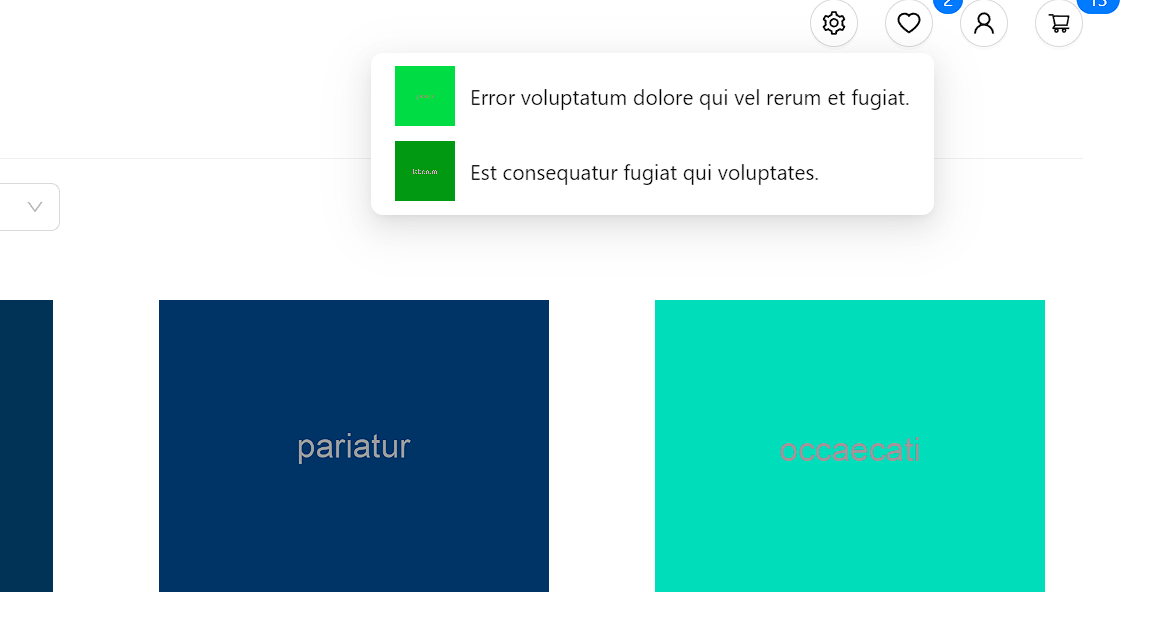 2
13
Error voluptatum dolore qui vel rerum et fugiat.
Est consequatur fugiat qui voluptates.
pariatur
occaecati